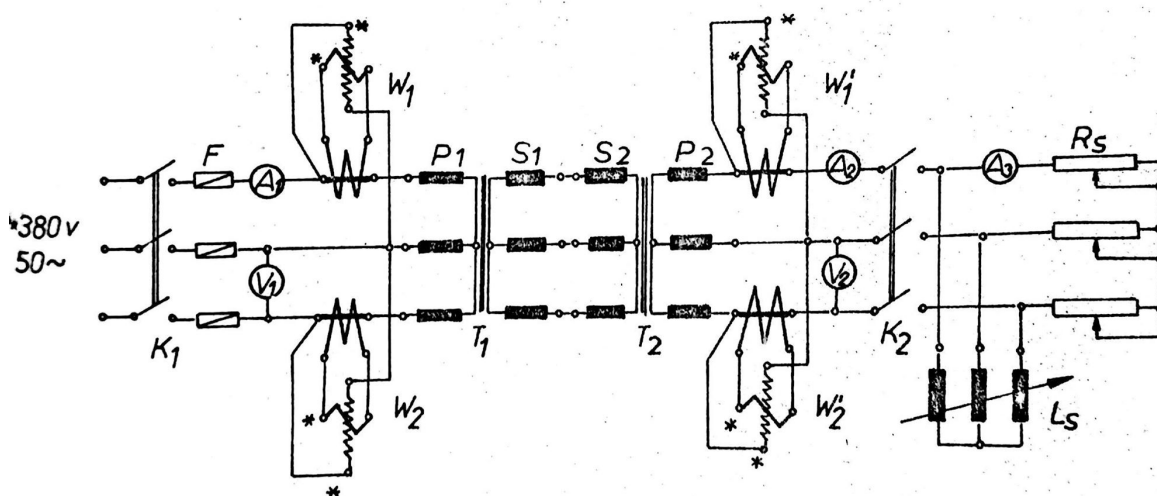 *
*
*
*
W1
W1'
F
A1
P1
S1
S2
P2
A2
A3
RS
*380 v
50~
V1
V2
K1
T1
T2
K2
W2
W2'
LS
*
*
*
*